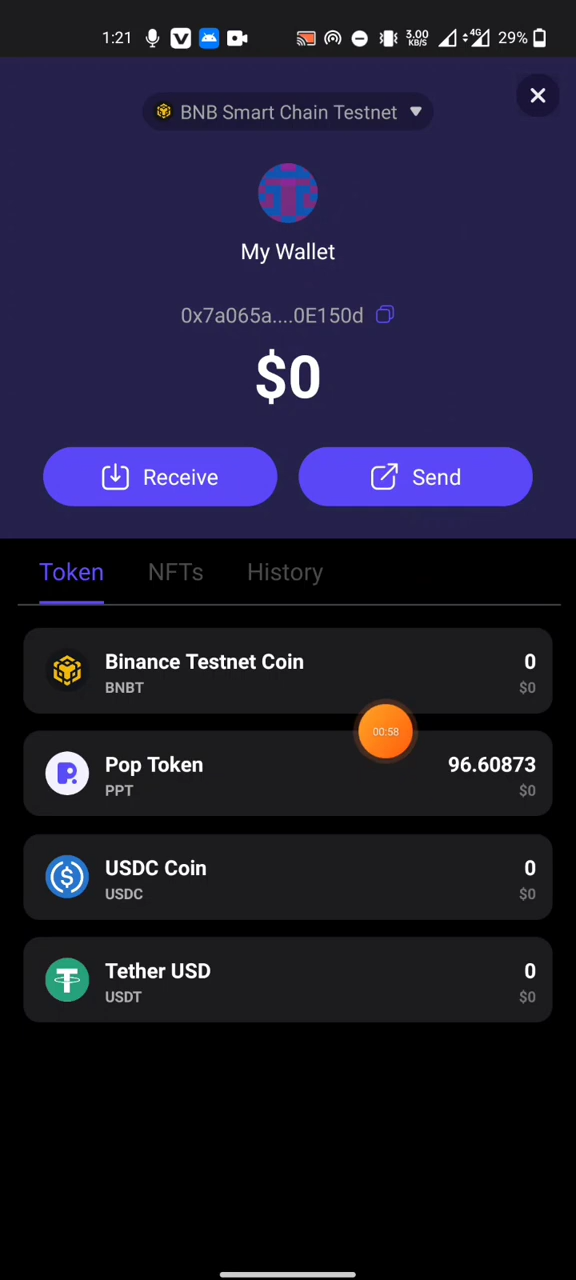 1:21 3.00 KB/S 4G 29%
BNB Smart Chain Testnet
My Wallet
0x7a065a....0E150d
$0
Receive Send
Token NFTs History
Binance Testnet Coin 0
BNBT $0
00:58
Pop Token 96.60873
PPT $0
USDC Coin 0
USDC $0
Tether USD 0
USDT $0